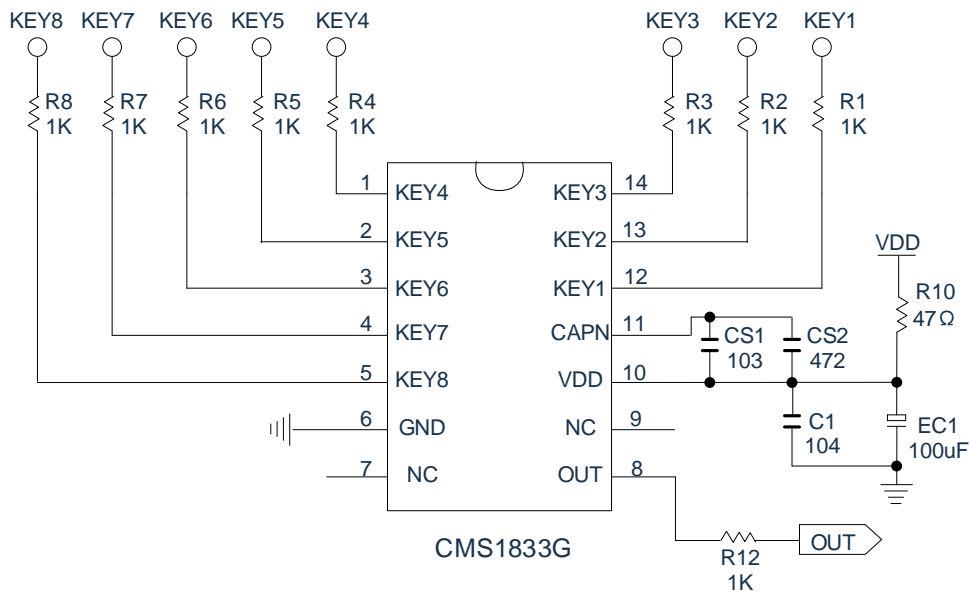 KEY8 KEY7 KEY6 KEY5 KEY4 KEY3 KEY2 KEY1
R8 R7 R6 R5 R4 R3 R2 R1
1K 1K 1K 1K 1K 1K 1K 1K
1 KEY4 KEY3 14
2 KEY5 KEY2 13
VDD
3 KEY6 KEY1 12
R10
47Ω
4 KEY7 CAPN 11
CS1 CS2
103 472
5 KEY8 VDD 10
6 GND NC 9
C1 EC1
104 100uF
7 NC OUT 8
CMS1833G
OUT
R12
1K